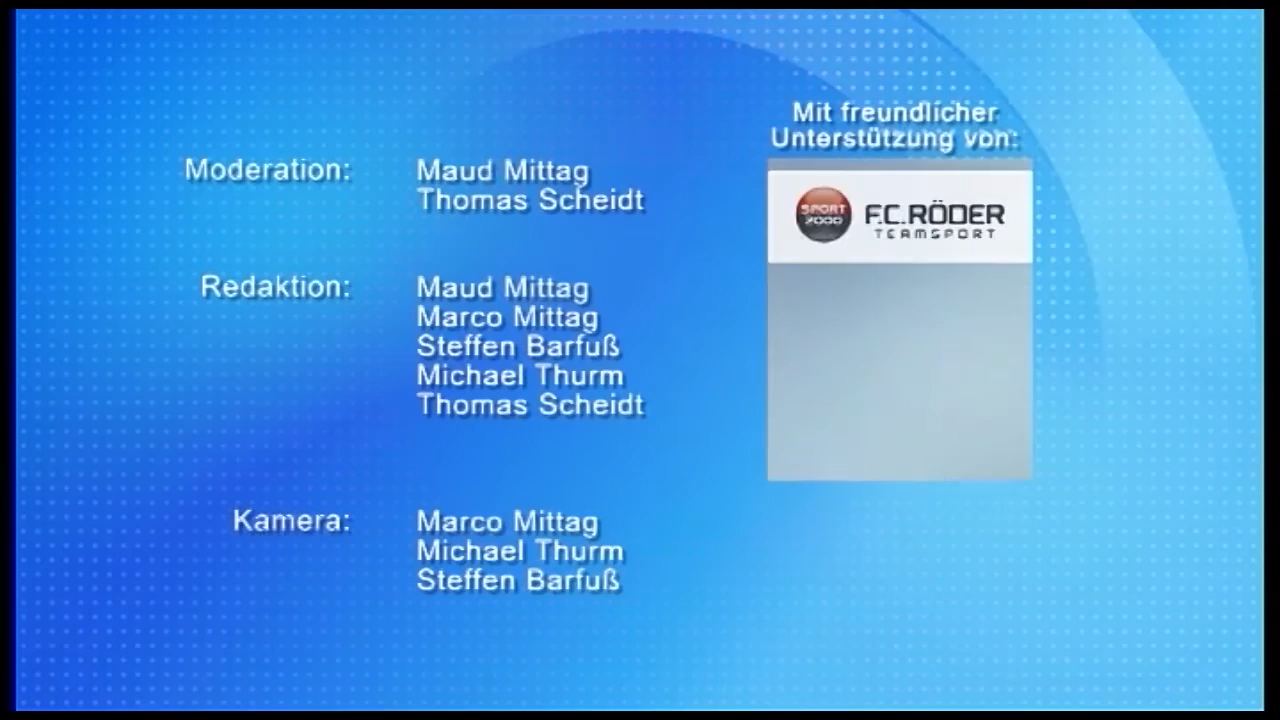 Moderation: Maud Mittag
Thomas Scheidt
Redaktion: Maud Mittag
Marco Mittag
Steffen Barfuß
Michael Thurm
Thomas Scheidt
Kamera: Marco Mittag
Michael Thurm
Steffen Barfuß
Mit freundlicher
Unterstützung von:
SPORT
2000
F.C.RÖDER
TEAMSPORT